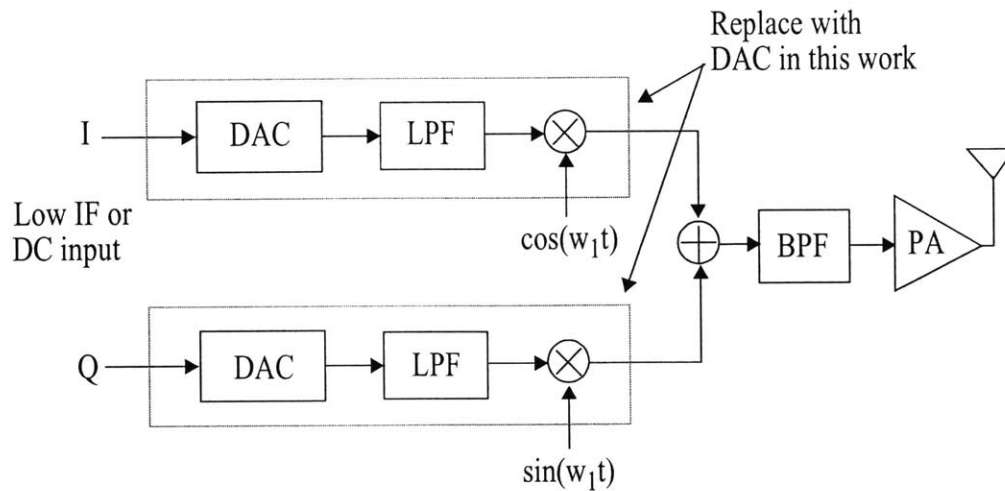 Replace with
DAC in this work
I
DAC
LPF
cos(w₁t)
Low IF or
DC input
BPF
PA
Q
DAC
LPF
sin(w₁t)